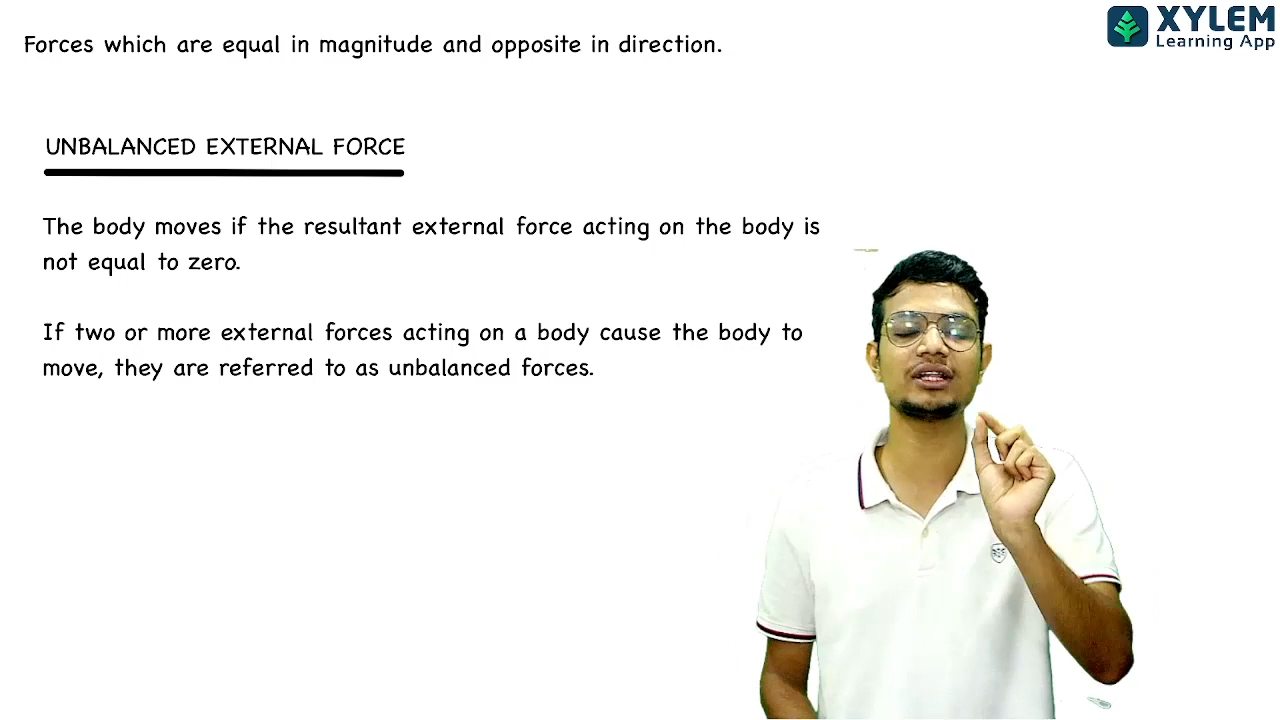 XYLEM
Learning App
Forces which are equal in magnitude and opposite in direction.
UNBALANCED EXTERNAL FORCE
The body moves if the resultant external force acting on the body is
not equal to zero.
If two or more external forces acting on a body cause the body to
move, they are referred to as unbalanced forces.